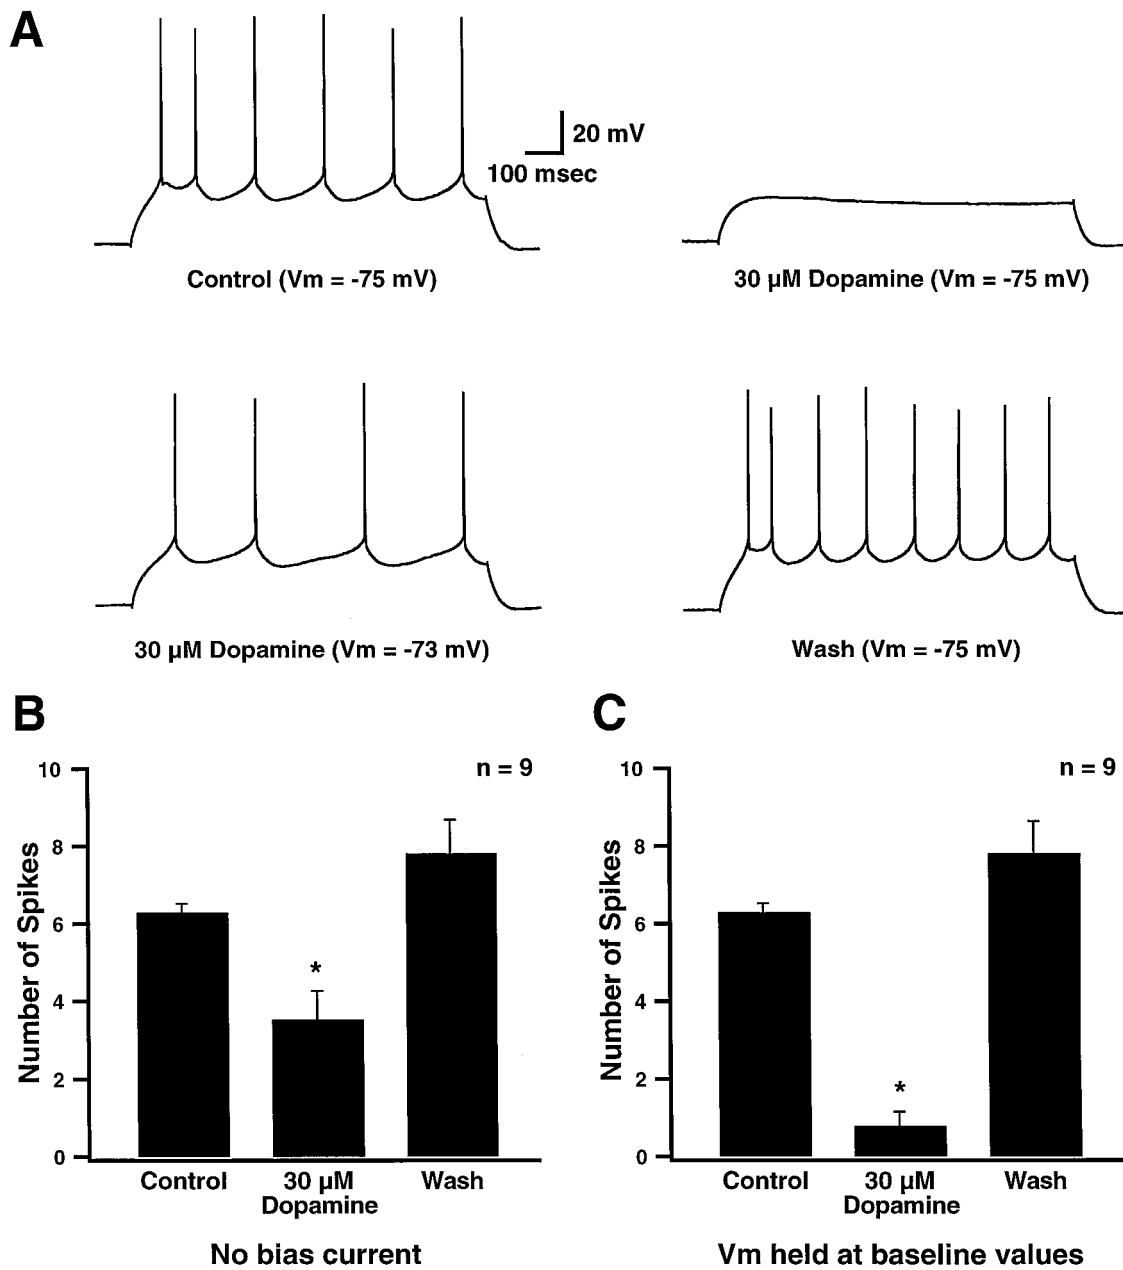 A
20 mV
100 msec
Control (Vm = -75 mV)
30 µM Dopamine (Vm = -75 mV)
30 µM Dopamine (Vm = -73 mV)
Wash (Vm = -75 mV)
B
n = 9
10
8
6
4
2
0
Number of Spikes
*
Control
30 µM
Dopamine
Wash
No bias current
C
n = 9
10
8
6
4
2
0
Number of Spikes
*
Control
30 µM
Dopamine
Wash
Vm held at baseline values